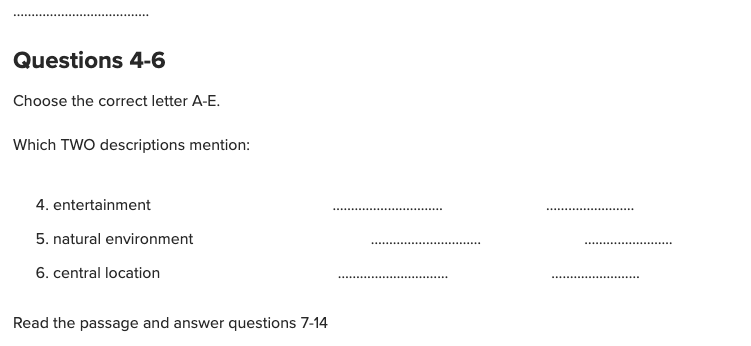 .....................................
Questions 4-6
Choose the correct letter A-E.
Which TWO descriptions mention:
4. entertainment .............................. ........................
5. natural environment .............................. ........................
6. central location .............................. ........................
Read the passage and answer questions 7-14